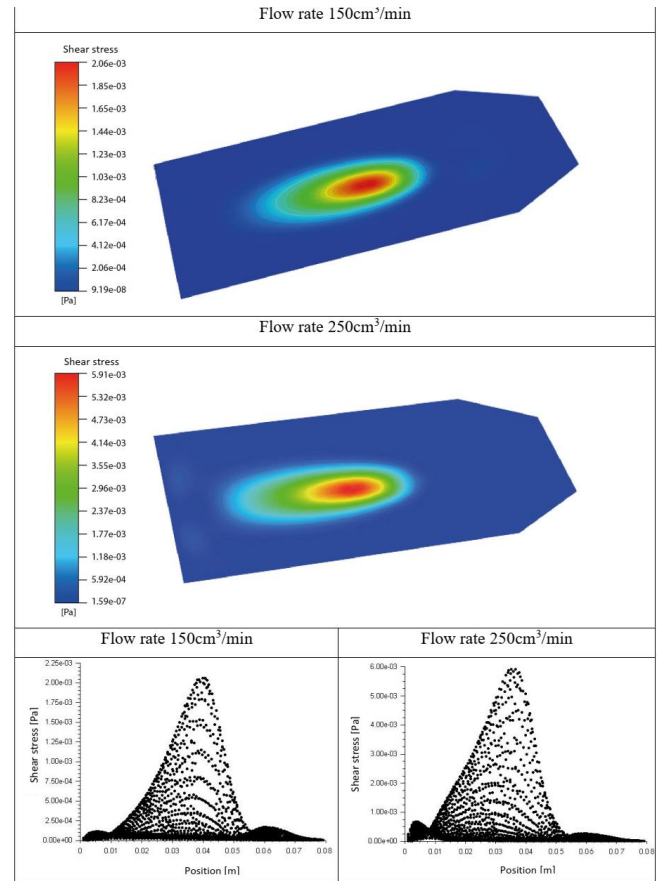 Flow rate 150cm³/min
Shear stress
2.06e-03
1.85e-03
1.65e-03
1.44e-03
1.23e-03
1.03e-03
8.23e-04
6.17e-04
4.12e-04
2.06e-04
9.19e-08
[Pa]
Flow rate 250cm³/min
Shear stress
5.91e-03
5.32e-03
4.73e-03
4.14e-03
3.55e-03
2.96e-03
2.37e-03
1.77e-03
1.18e-03
5.92e-04
1.59e-07
[Pa]
Flow rate 150cm³/min
2.25e-03
2.00e-03
1.75e-03
1.50e-03
1.25e-03
1.00e-03
7.50e-04
5.00e-04
2.50e-04
0.00e+00
Shear stress [Pa]
0 0.01 0.02 0.03 0.04 0.05 0.06 0.07 0.08
Position [m]
Flow rate 250cm³/min
6.00e-03
5.00e-03
4.00e-03
3.00e-03
2.00e-03
1.00e-03
0.00e+00
Shear stress [Pa]
0 0.01 0.02 0.03 0.04 0.05 0.06 0.07 0.08
Position [m]